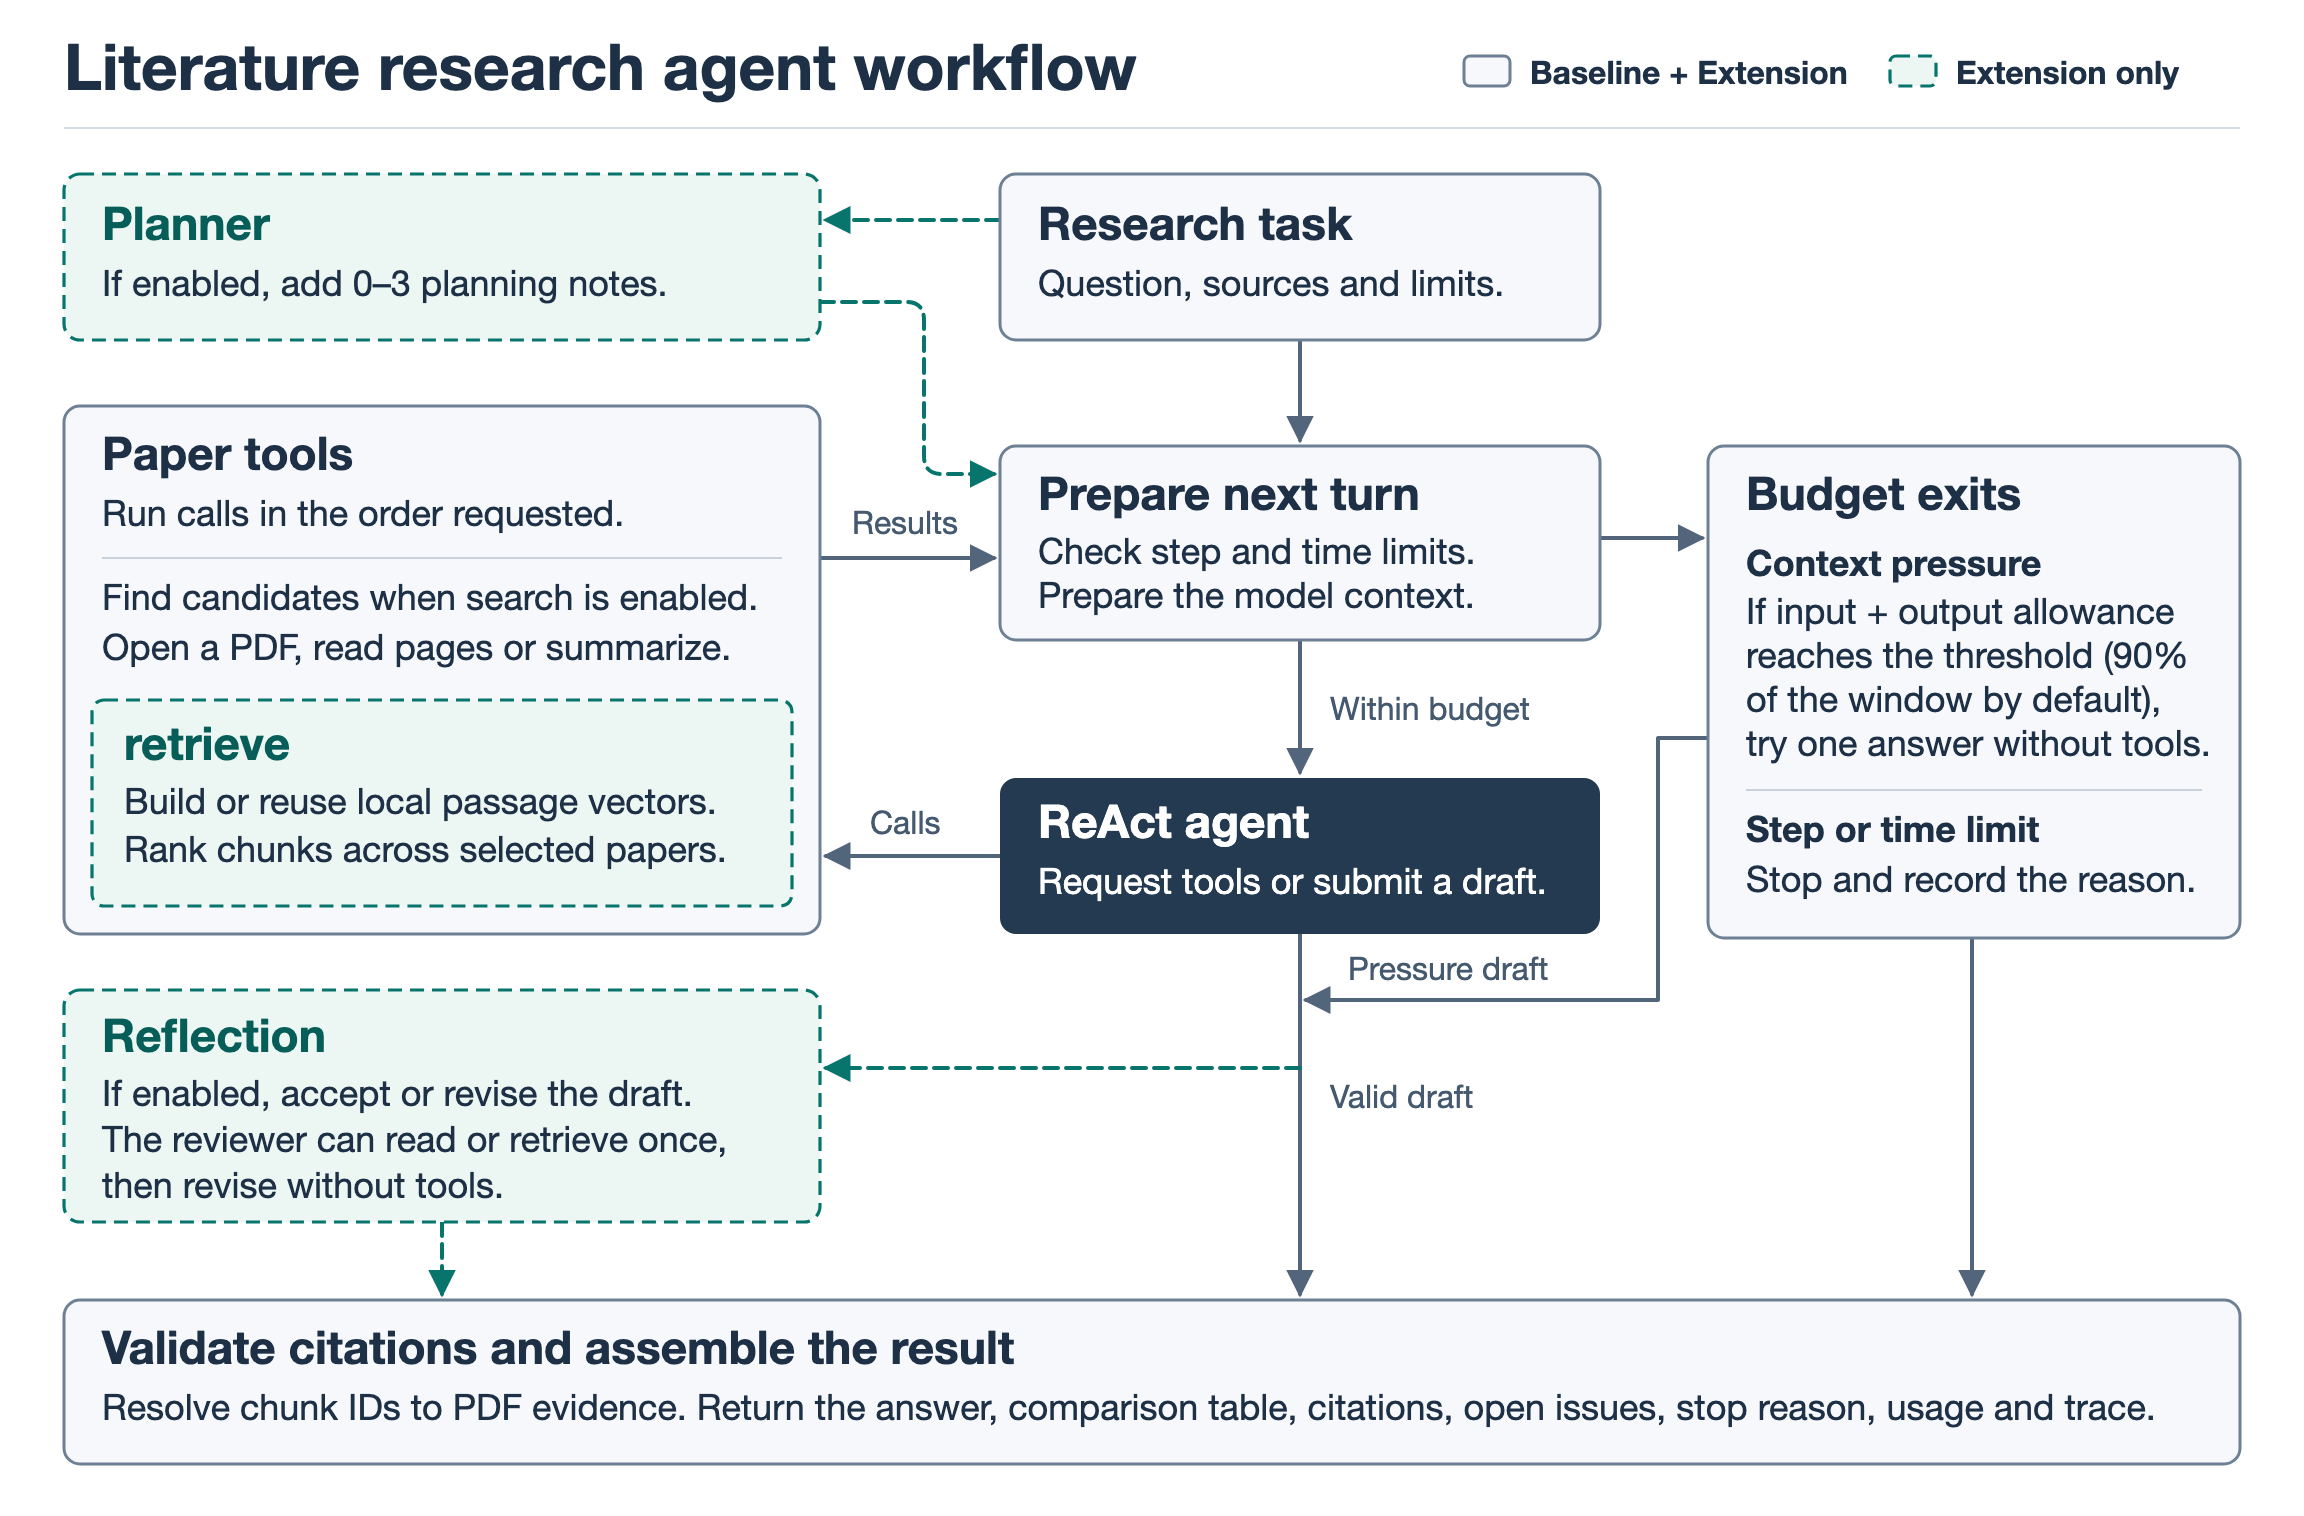 Literature research agent workflow
Baseline + Extension
Extension only
Planner
If enabled, add 0–3 planning notes.
Research task
Question, sources and limits.
Paper tools
Run calls in the order requested.
Find candidates when search is enabled.
Open a PDF, read pages or summarize.
retrieve
Build or reuse local passage vectors.
Rank chunks across selected papers.
Results
Prepare next turn
Check step and time limits.
Prepare the model context.
Budget exits
Context pressure
If input + output allowance
reaches the threshold (90%
of the window by default),
try one answer without tools.
Step or time limit
Stop and record the reason.
Within budget
Calls
ReAct agent
Request tools or submit a draft.
Pressure draft
Reflection
If enabled, accept or revise the draft.
The reviewer can read or retrieve once,
then revise without tools.
Valid draft
Validate citations and assemble the result
Resolve chunk IDs to PDF evidence. Return the answer, comparison table, citations, open issues, stop reason, usage and trace.